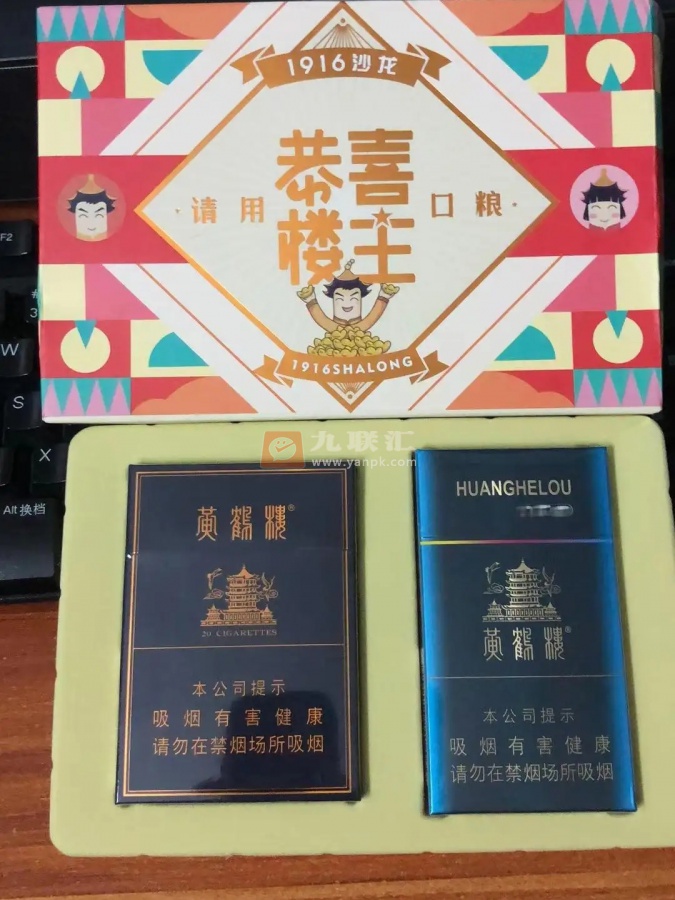 1916沙龙
恭喜
请用
口粮
楼主
1916SHALONG
九联汇
www.yanpk.com
F2
#
3
W
S
X
Alt 换档
黄鹤楼®
20 CIGARETTES
本公司提示
吸烟有害健康
请勿在禁烟场所吸烟
HUANGHELOU
黄鹤楼®
本公司提示
吸烟有害健康
请勿在禁烟场所吸烟